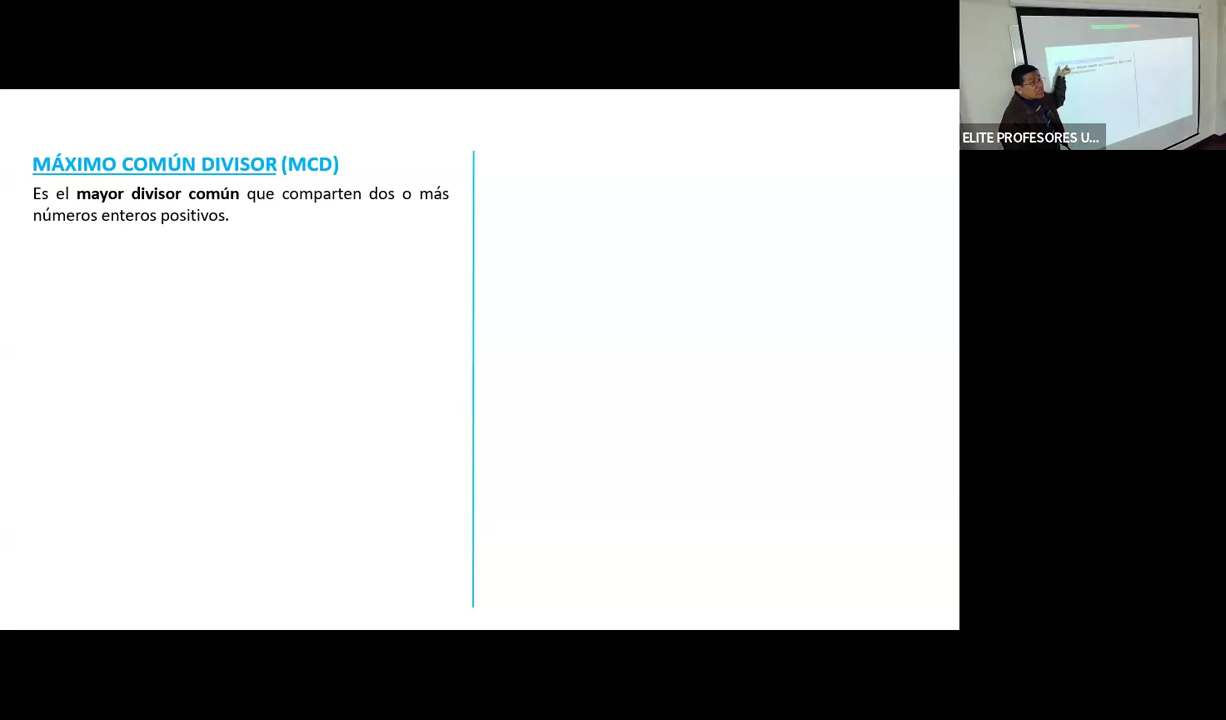 MÁXIMO COMÚN DIVISOR (MCD)
Es el mayor divisor común que comparten dos o más
números enteros positivos.
ELITE PROFESORES U...